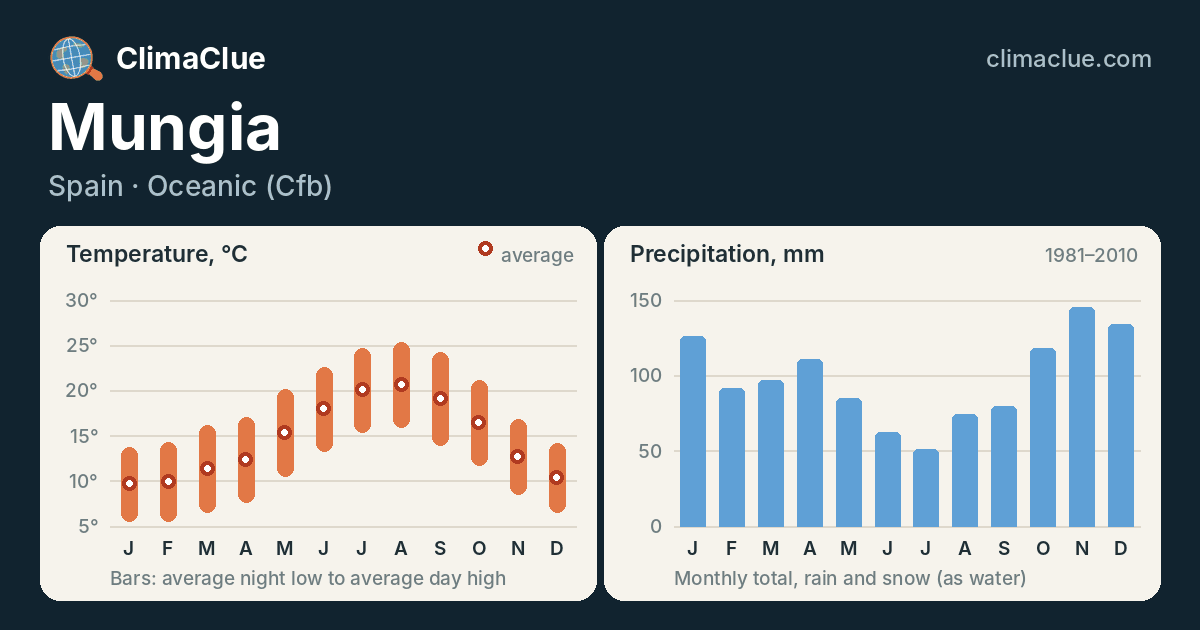 ClimaClue
climaclue.com
Mungia
Spain · Oceanic (Cfb)
Temperature, °C
average
30°
25°
20°
15°
10°
5°
J F M A M J J A S O N D
Bars: average night low to average day high
Precipitation, mm
1981–2010
150
100
50
0
J F M A M J J A S O N D
Monthly total, rain and snow (as water)